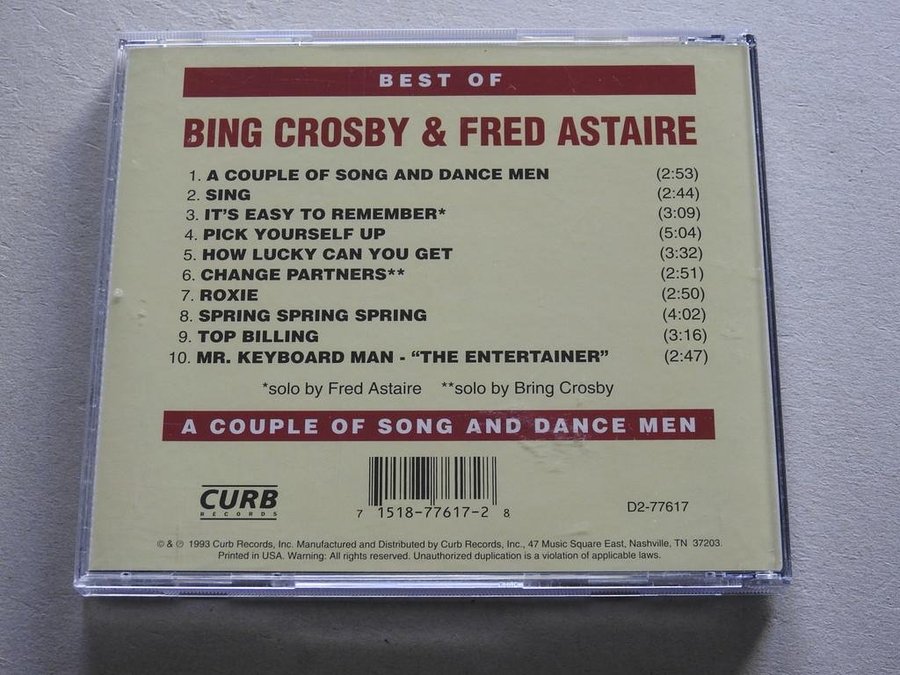 BEST OF
BING CROSBY & FRED ASTAIRE
1. A COUPLE OF SONG AND DANCE MEN (2:53)
2. SING (2:44)
3. IT'S EASY TO REMEMBER* (3:09)
4. PICK YOURSELF UP (5:04)
5. HOW LUCKY CAN YOU GET (3:32)
6. CHANGE PARTNERS** (2:51)
7. ROXIE (2:50)
8. SPRING SPRING SPRING (4:02)
9. TOP BILLING (3:16)
10. MR. KEYBOARD MAN - “THE ENTERTAINER” (2:47)
*solo by Fred Astaire **solo by Bring Crosby
A COUPLE OF SONG AND DANCE MEN
CURB
RECORDS
7 1518-77617-2 8
D2-77617
© & ℗ 1993 Curb Records, Inc. Manufactured and Distributed by Curb Records, Inc., 47 Music Square East, Nashville, TN 37203.
Printed in USA. Warning: All rights reserved. Unauthorized duplication is a violation of applicable laws.